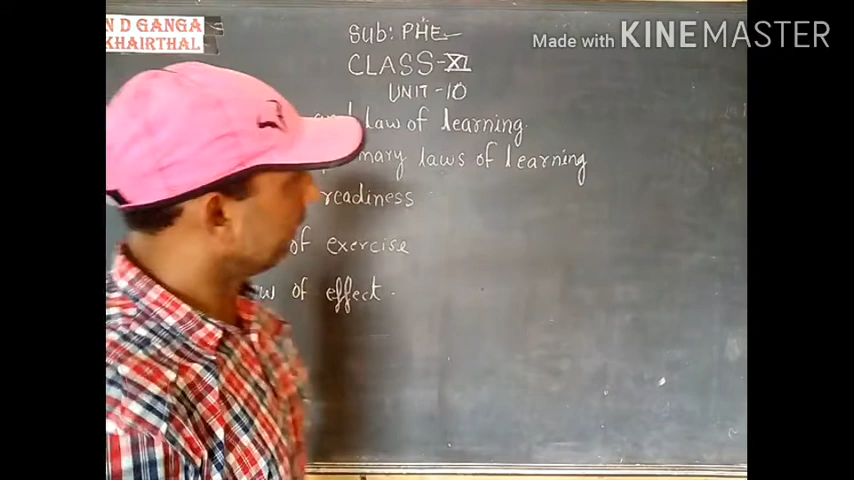 N D GANGA
KHAIRTHAL
Sub: PHE
CLASS-XI
UNIT-10
Law of learning.
laws of learning
readiness
of exercise
of effect.
Made with KINEMASTER